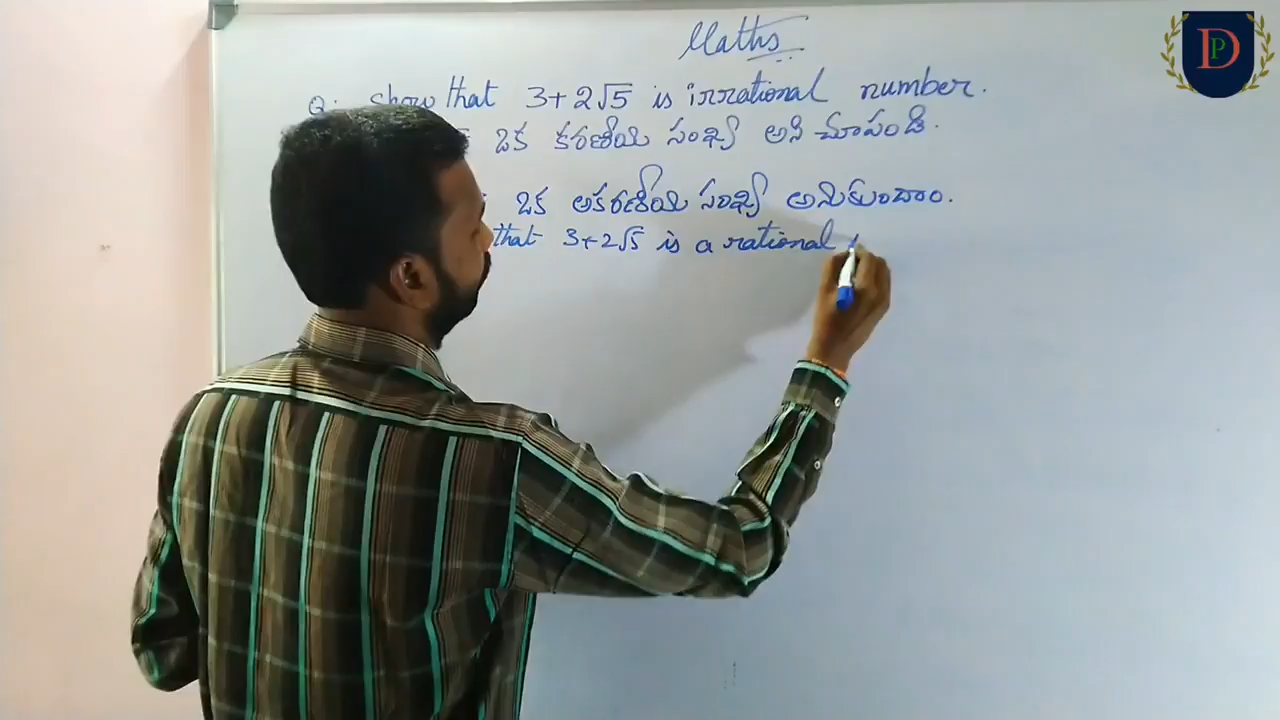 Maths
Q: show that 3+2√5 is irrational number.
ఒక కరణీయ సంఖ్య అని చూపండి.
ఒక అకరణీయ సంఖ్య అనుకుందాం.
that 3+2√5 is a rational
DP